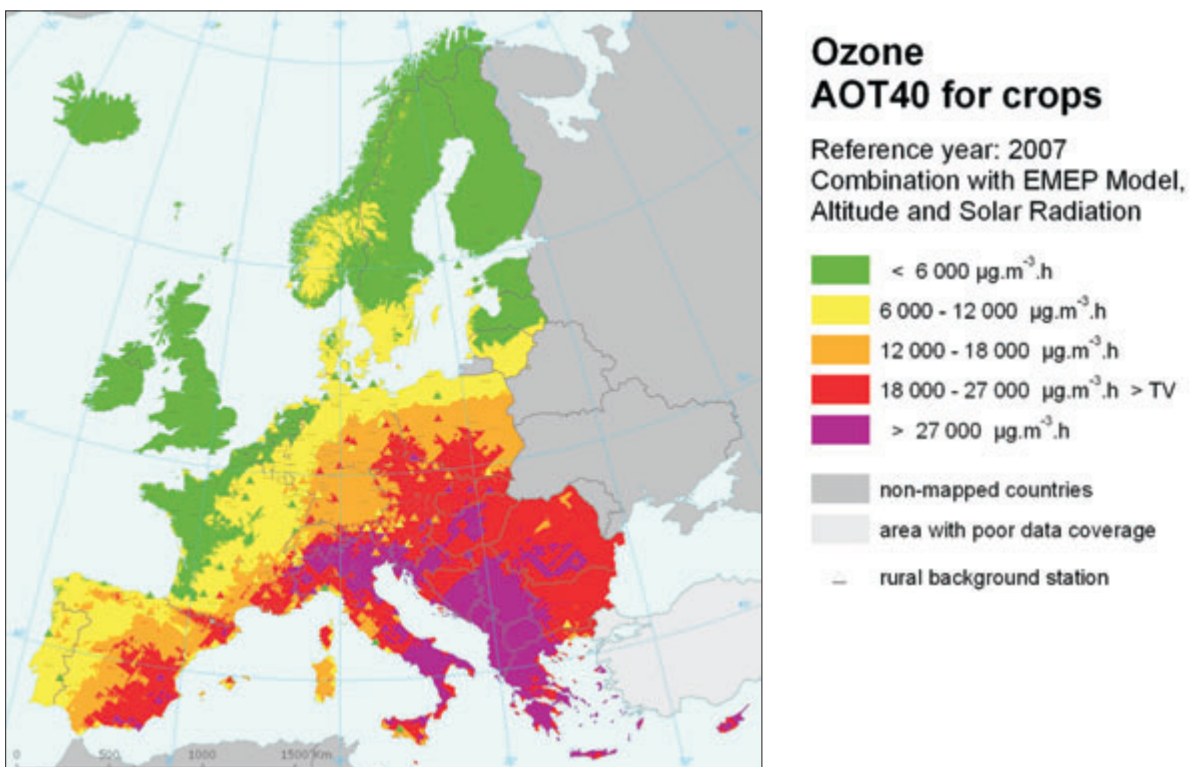 Ozone
AOT40 for crops
Reference year: 2007
Combination with EMEP Model,
Altitude and Solar Radiation
< 6 000 µg.m⁻³.h
6 000 - 12 000 µg.m⁻³.h
12 000 - 18 000 µg.m⁻³.h
18 000 - 27 000 µg.m⁻³.h > TV
> 27 000 µg.m⁻³.h
non-mapped countries
area with poor data coverage
rural background station
0 500 1000 1500 Km